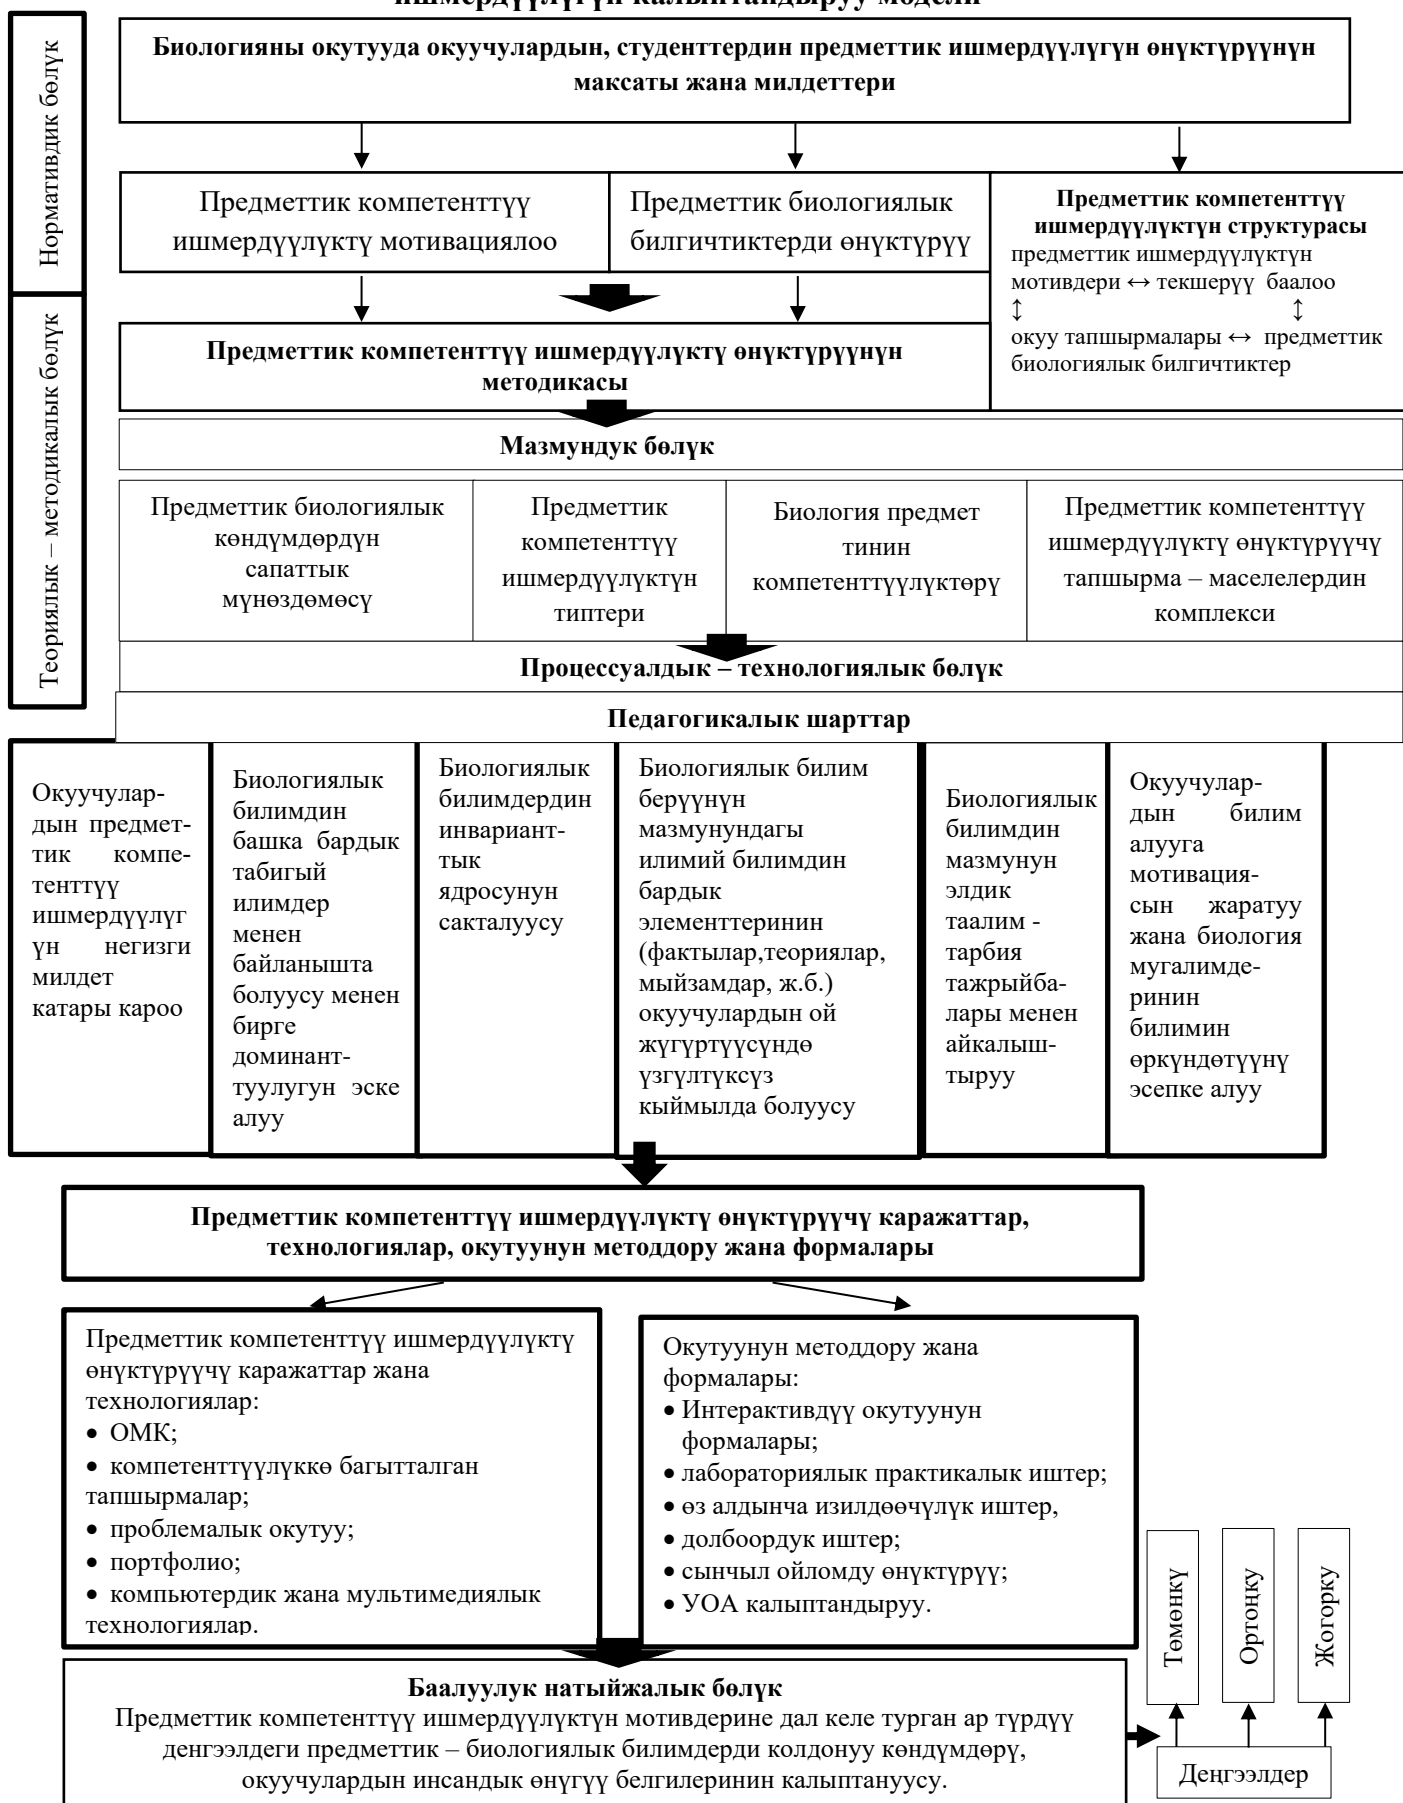 ишмердүүлүгүн калыптандыруу модели
Нормативдик бөлүк
Биологияны окутууда окуучулардын, студенттердин предметтик ишмердүүлүгүн өнүктүрүүнүн
максаты жана милдеттери
Предметтик компетенттүү
ишмердүүлүктү мотивациялоо
Предметтик биологиялык
билгичтиктерди өнүктүрүү
Предметтик компетенттүү
ишмердүүлүктүн структурасы
предметтик ишмердүүлүктүн
мотивдери ↔ текшерүү баалоо
↕ ↕
окуу тапшырмалары ↔ предметтик
биологиялык билгичтиктер
Теориялык – методикалык бөлүк
Предметтик компетенттүү ишмердүүлүктү өнүктүрүүнүн
методикасы
Мазмундук бөлүк
Предметтик биологиялык
көндүмдөрдүн
сапаттык
мүнөздөмөсү
Предметтик
компетенттүү
ишмердүүлүктүн
типтери
Биология предмет
тинин
компетенттүүлүктөрү
Предметтик компетенттүү
ишмердүүлүктү өнүктүрүүчү
тапшырма – маселелердин
комплекси
Процессуалдык – технологиялык бөлүк
Педагогикалык шарттар
Окуучулар-
дын предмет-
тик компе-
тенттүү
ишмердүүлүг
үн негизги
милдет
катары кароо
Биологиялык
билимдин
башка бардык
табигый
илимдер
менен
байланышта
болуусу менен
бирге
доминант-
туулугун эске
алуу
Биологиялык
билимдердин
инвариант-
тык
ядросунун
сакталуусу
Биологиялык билим
берүүнүн
мазмунундагы
илимий билимдин
бардык
элементтеринин
(фактылар,теориялар,
мыйзамдар, ж.б.)
окуучулардын ой
жүгүртүүсүндө
үзгүлтүксүз
кыймылда болуусу
Биологиялык
билимдин
мазмунун
элдик
таалим -
тарбия
тажрыйба-
лары менен
айкалыш-
тыруу
Окуучулар-
дын билим
алууга
мотивация-
сын жаратуу
жана биология
мугалимде-
ринин
билимин
өркүндөтүүнү
эсепке алуу
Предметтик компетенттүү ишмердүүлүктү өнүктүрүүчү каражаттар,
технологиялар, окутуунун методдору жана формалары
Предметтик компетенттүү ишмердүүлүктү
өнүктүрүүчү каражаттар жана
технологиялар:
• ОМК;
• компетенттүүлүккө багытталган
тапшырмалар;
• проблемалык окутуу;
• портфолио;
• компьютердик жана мультимедиялык
технологиялар.
Окутуунун методдору жана
формалары:
• Интерактивдүү окутуунун
формалары;
• лабораториялык практикалык иштер;
• өз алдынча изилдөөчүлүк иштер,
• долбоордук иштер;
• сынчыл ойломду өнүктүрүү;
• УОА калыптандыруу.
Төмөнкү
Ортоңку
Жогорку
Баалуулук натыйжалык бөлүк
Предметтик компетенттүү ишмердүүлүктүн мотивдерине дал келе турган ар түрдүү
денгээлдеги предметтик – биологиялык билимдерди колдонуу көндүмдөрү,
окуучулардын инсандык өнүгүү белгилеринин калыптануусу.
Деңгээлдер